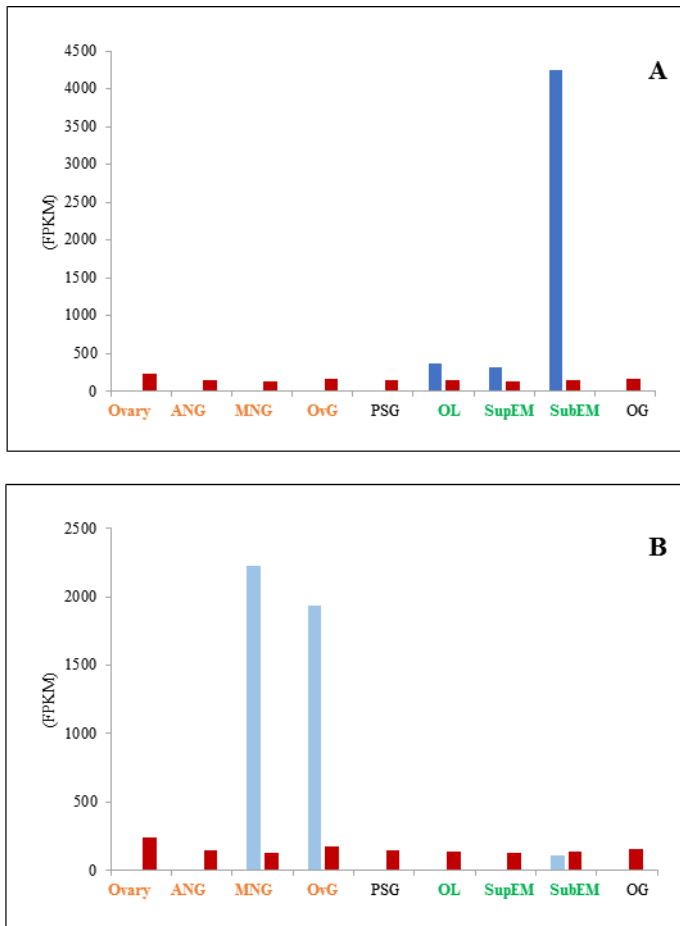 A
4500
4000
3500
3000
2500
2000
1500
1000
500
0
(FPKM)
Ovary ANG MNG OvG PSG OL SupEM SubEM OG
B
2500
2000
1500
1000
500
0
(FPKM)
Ovary ANG MNG OvG PSG OL SupEM SubEM OG